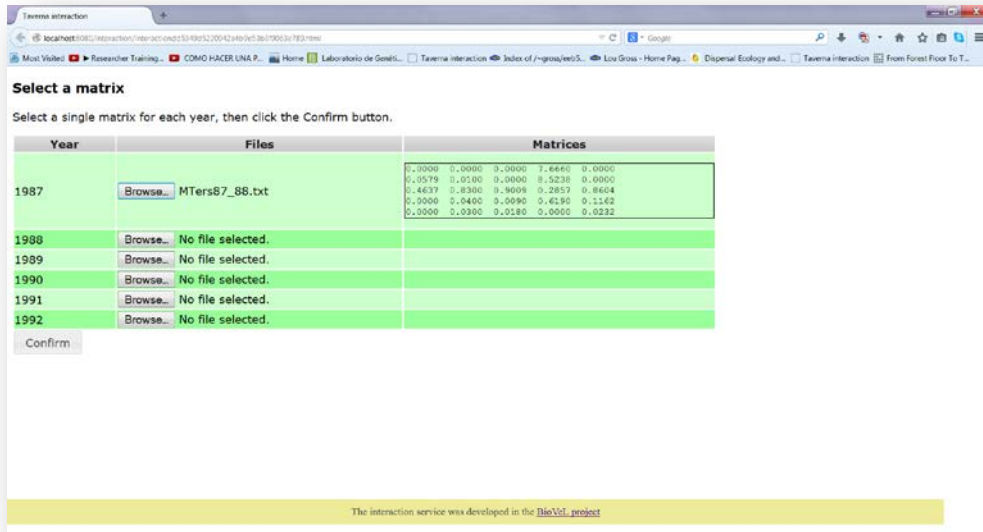 Taverna interaction
Google
Most Visited ▶ Researcher Training... COMO HACER UNA P... Home Laboratorio de Genéti... Taverna interaction Index of /~gross/eeb5... Lou Gross - Home Pag... Dispersal Ecology and... Taverna interaction From Forest Floor To T...
Select a matrix
Select a single matrix for each year, then click the Confirm button.
Year Files Matrices
1987 Browse... MTers87_88.txt
0.0000 0.0000 0.0000 7.6660 0.0000
0.0579 0.0100 0.0000 8.5238 0.0000
0.4637 0.8300 0.9009 0.2857 0.8604
0.0000 0.0400 0.0090 0.6190 0.1162
0.0000 0.0300 0.0180 0.0000 0.0232
1988 Browse... No file selected.
1989 Browse... No file selected.
1990 Browse... No file selected.
1991 Browse... No file selected.
1992 Browse... No file selected.
Confirm
The interaction service was developed in the BioVeL project